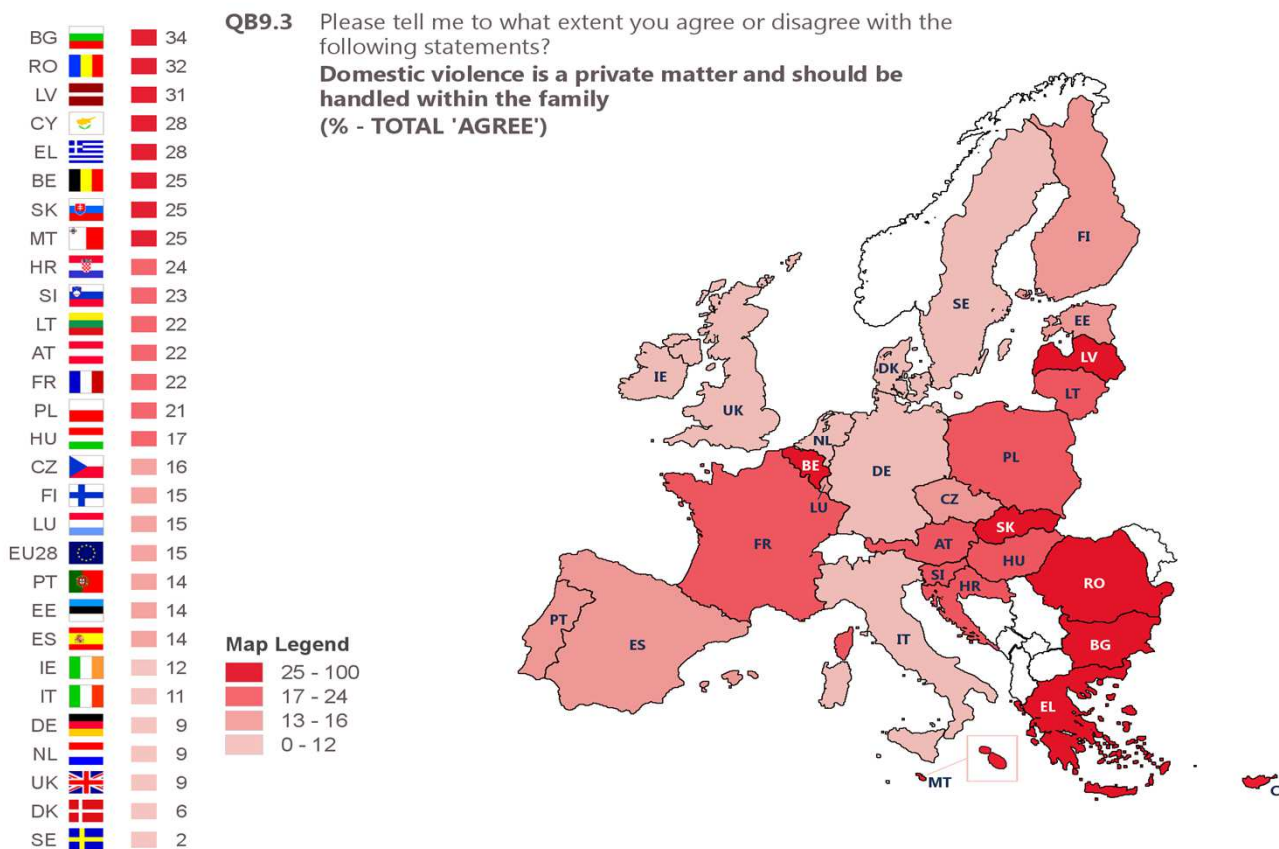 QB9.3 Please tell me to what extent you agree or disagree with the
following statements?
Domestic violence is a private matter and should be
handled within the family
(% - TOTAL 'AGREE')
BG 34
RO 32
LV 31
CY 28
EL 28
BE 25
SK 25
MT 25
HR 24
SI 23
LT 22
AT 22
FR 22
PL 21
HU 17
CZ 16
FI 15
LU 15
EU28 15
PT 14
EE 14
ES 14
IE 12
IT 11
DE 9
NL 9
UK 9
DK 6
SE 2
Map Legend
25 - 100
17 - 24
13 - 16
0 - 12
FI
SE
EE
LV
LT
DK
IE
UK
NL
BE
LU
DE
PL
CZ
SK
FR
AT
HU
SI
HR
RO
BG
PT
ES
IT
EL
MT
C